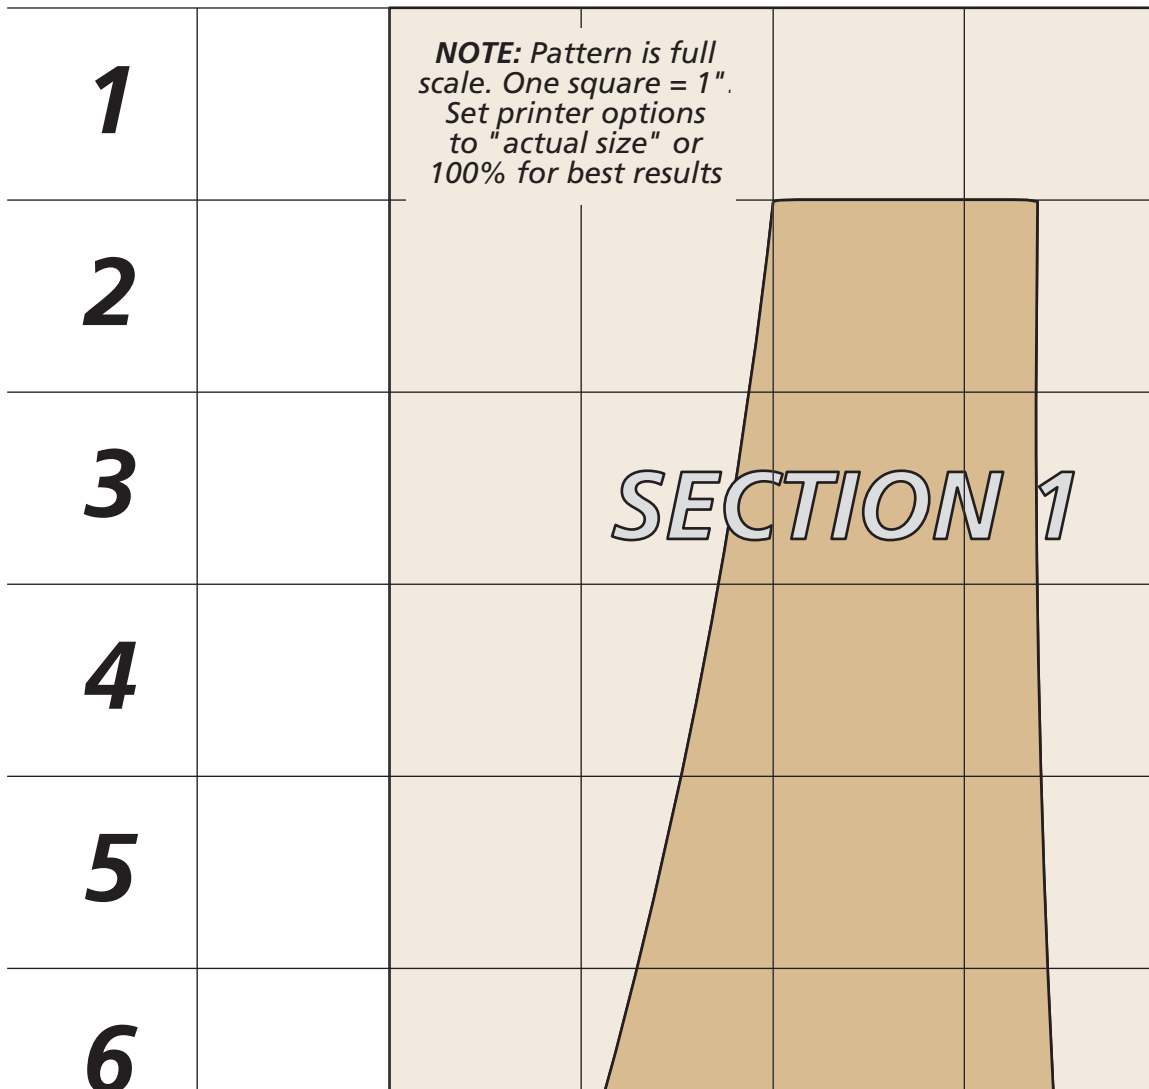 1
NOTE: Pattern is full
scale. One square = 1".
Set printer options
to "actual size" or
100% for best results
2
3
SECTION 1
4
5
6